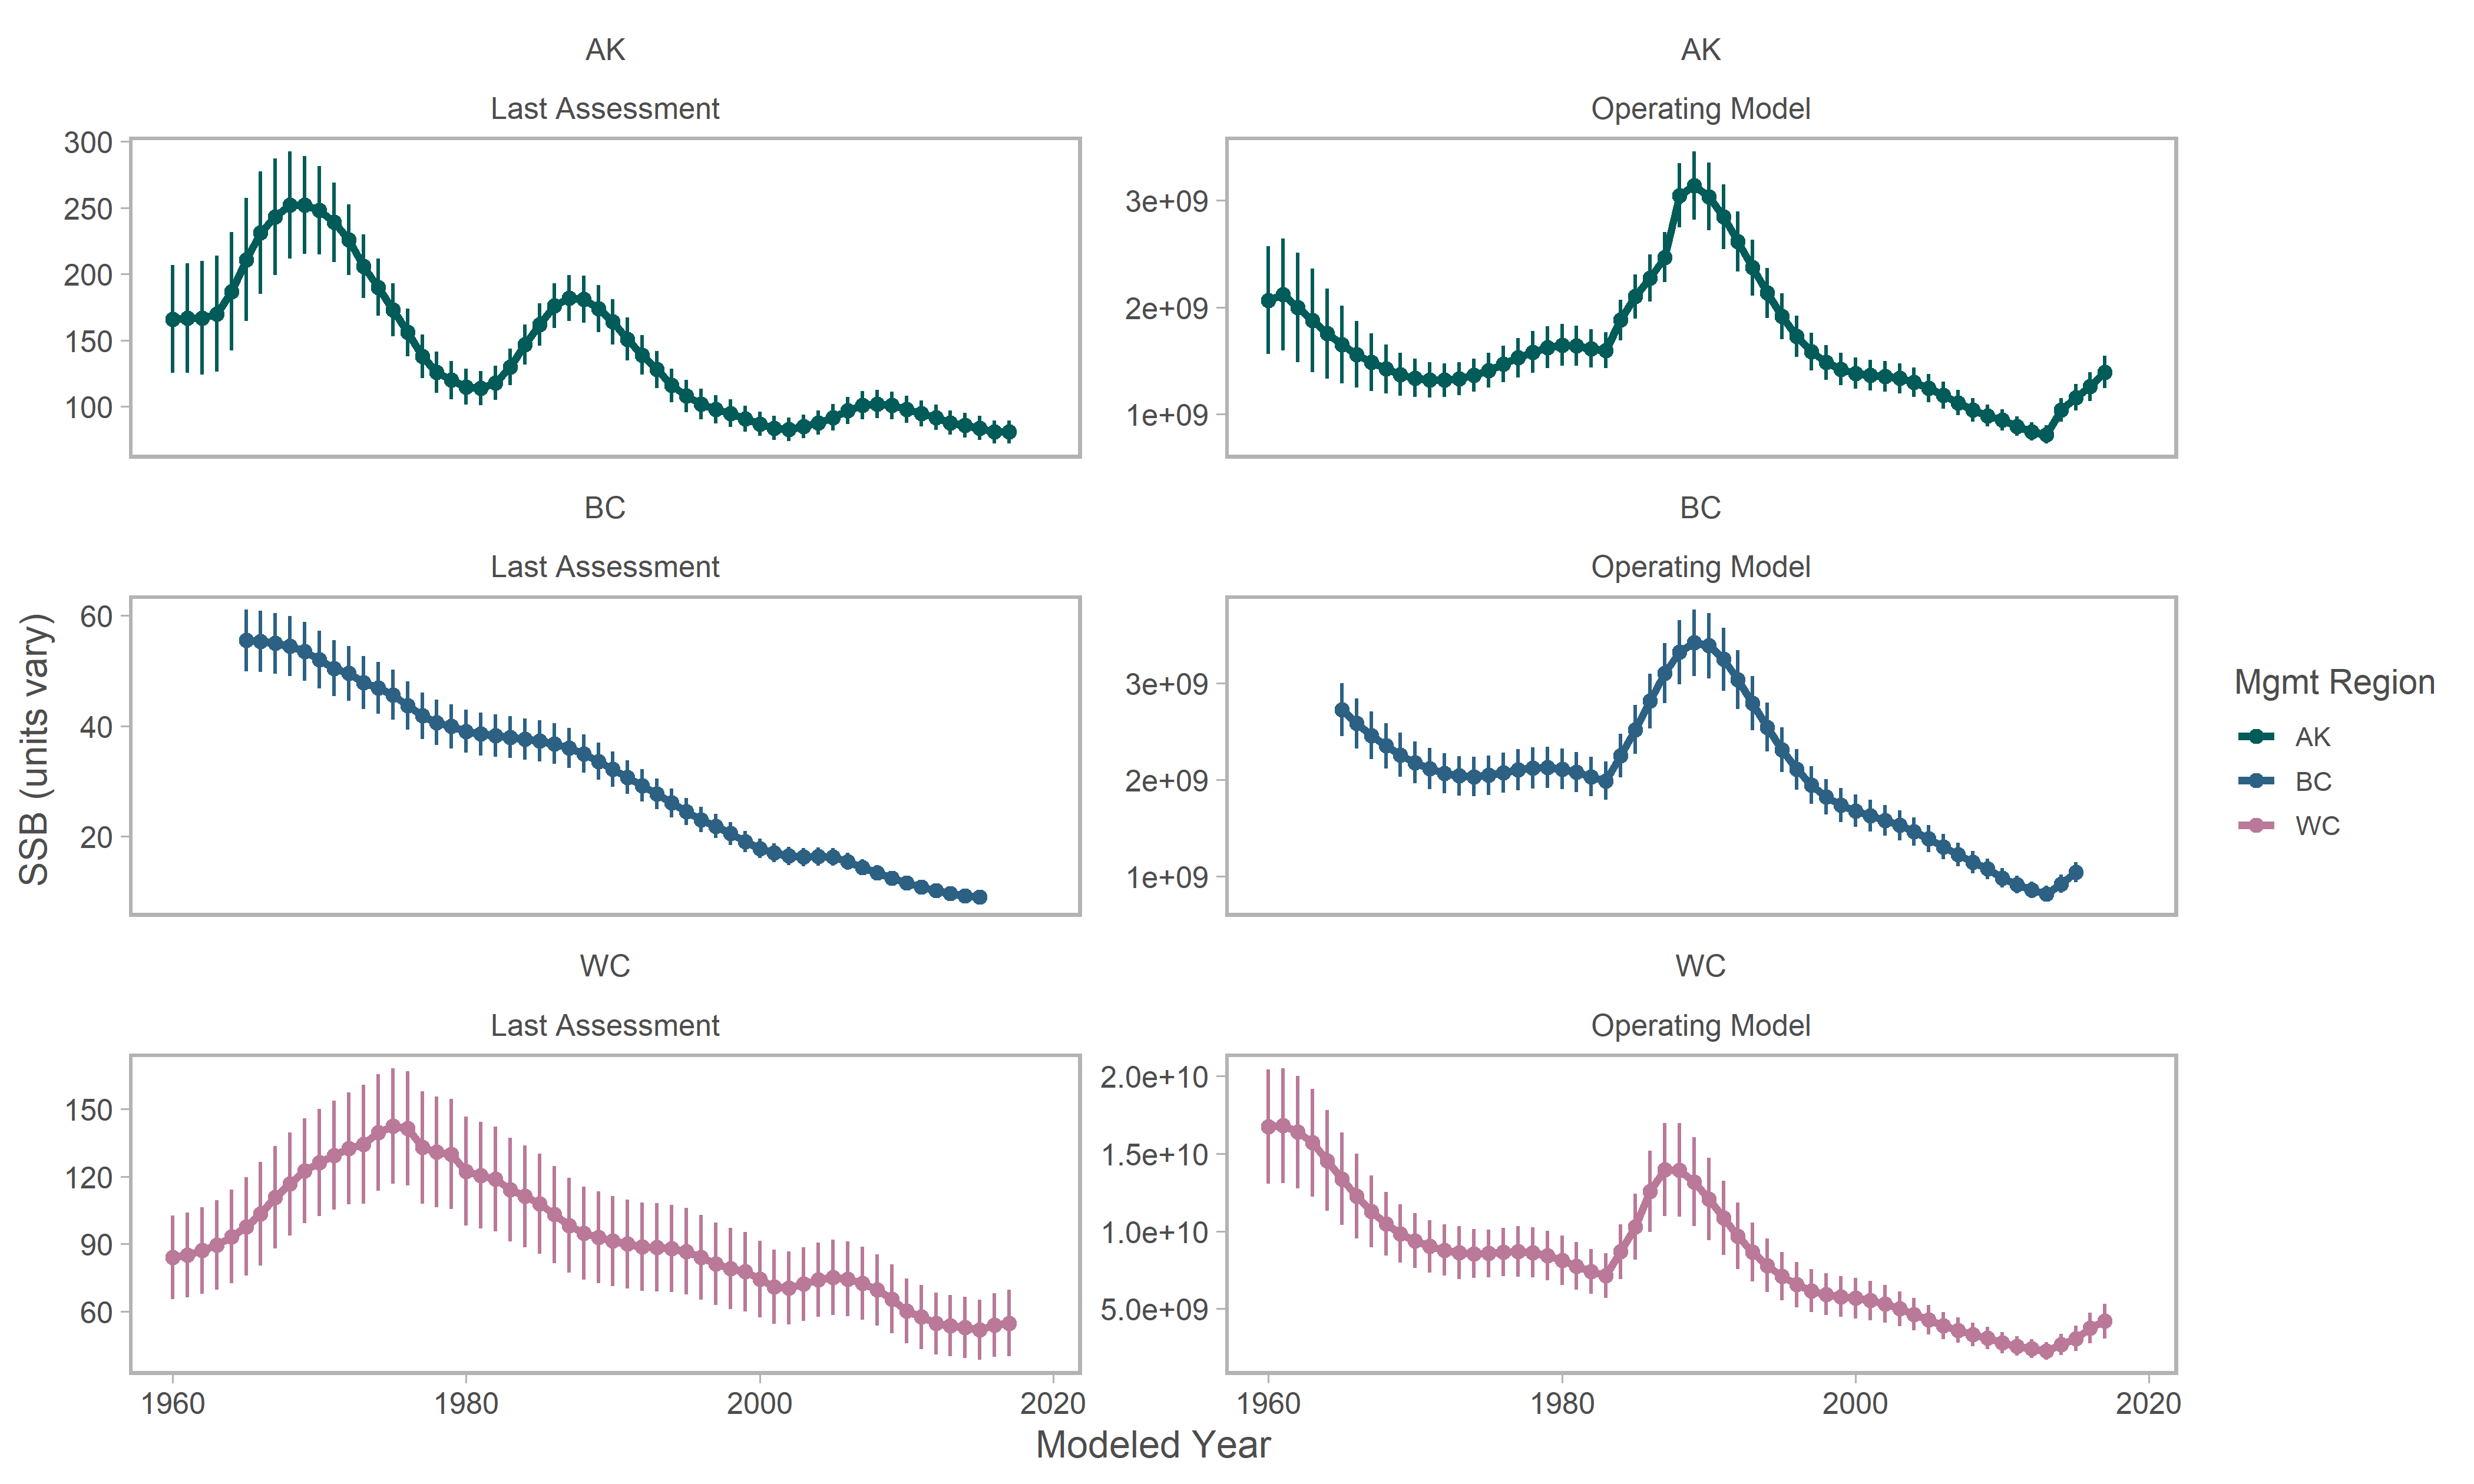 AK
Last Assessment
300
250
200
150
100
AK
Operating Model
3e+09
2e+09
1e+09
BC
Last Assessment
60
40
20
BC
Operating Model
3e+09
2e+09
1e+09
WC
Last Assessment
150
120
90
60
WC
Operating Model
2.0e+10
1.5e+10
1.0e+10
5.0e+09
1960 1980 2000 2020
1960 1980 2000 2020
Modeled Year
SSB (units vary)
Mgmt Region
AK
BC
WC